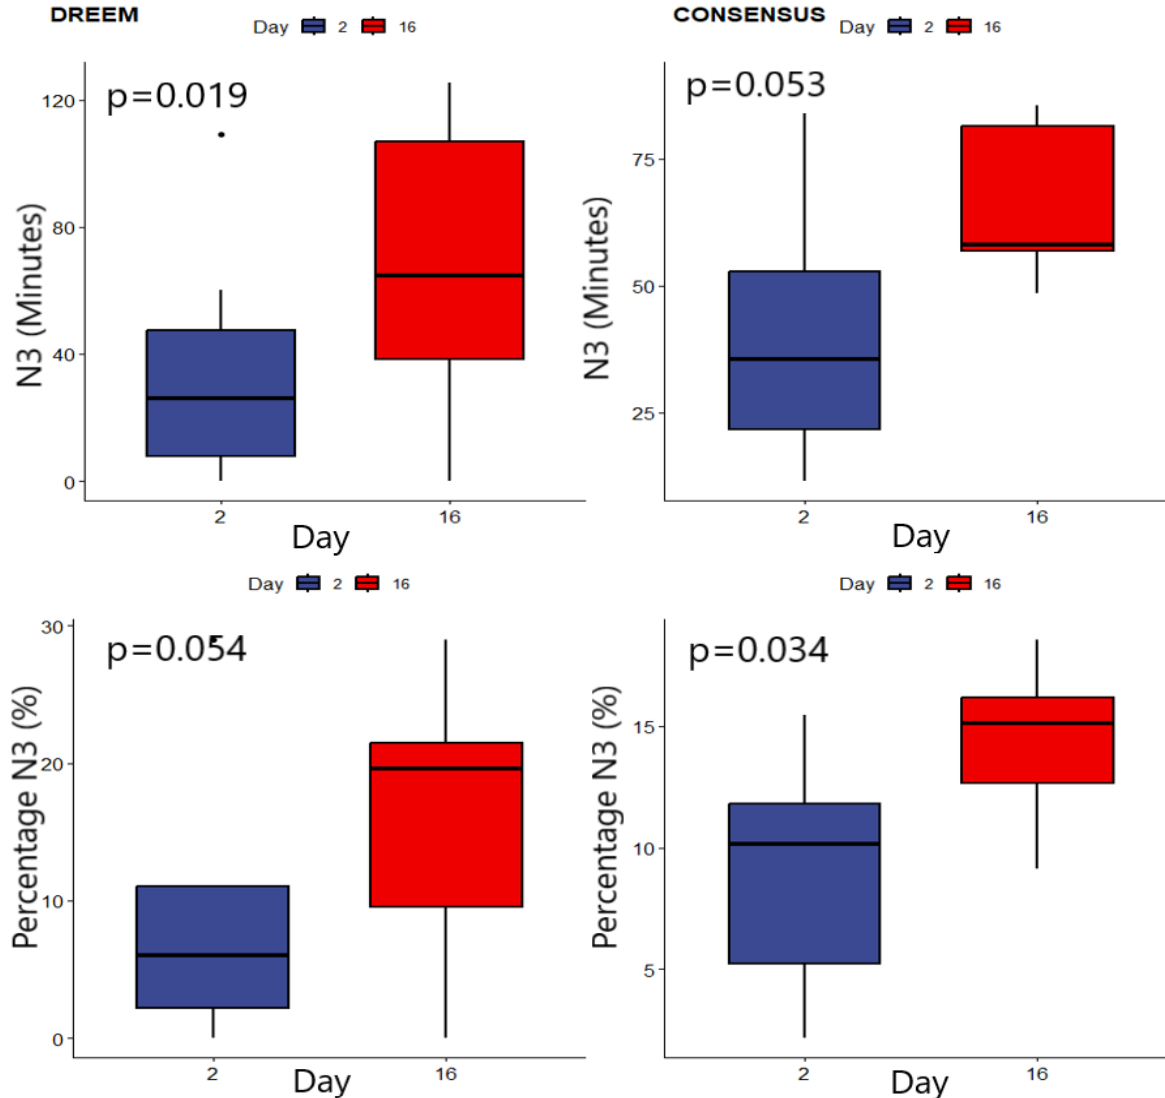 DREEM
Day 2 16
p=0.019
N3 (Minutes)
120
80
40
0
2 16
Day
CONSENSUS
Day 2 16
p=0.053
N3 (Minutes)
75
50
25
2 16
Day
Day 2 16
p=0.054
Percentage N3 (%)
30
20
10
0
2 16
Day
Day 2 16
p=0.034
Percentage N3 (%)
15
10
5
2 16
Day